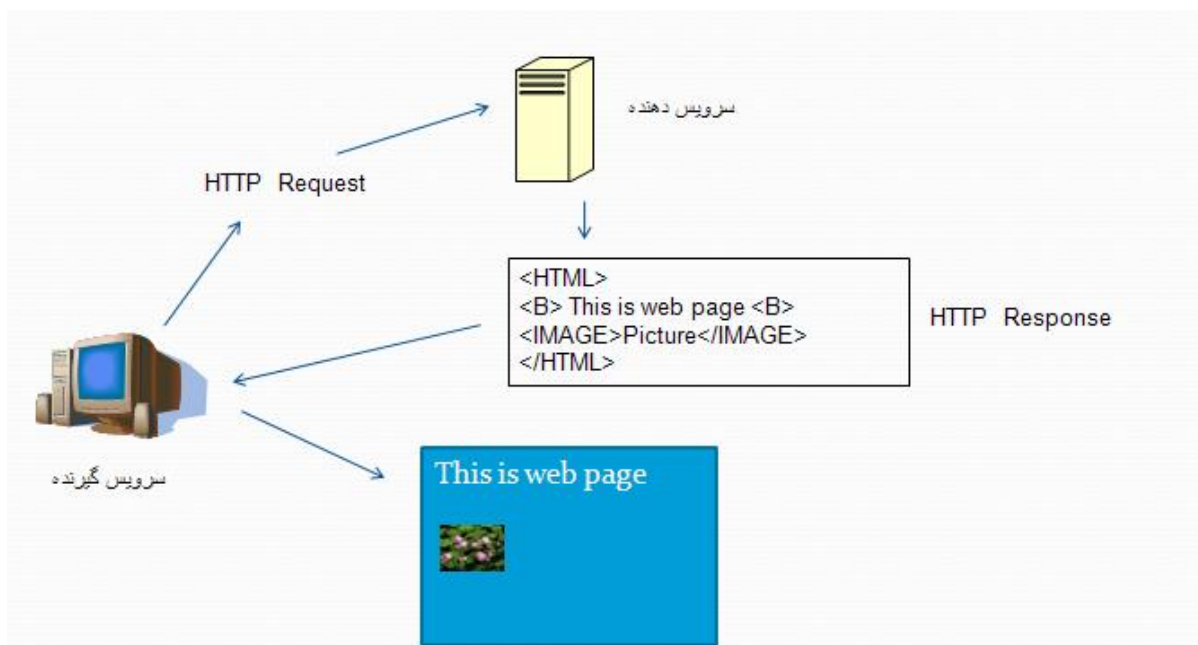 سرویس دهنده
HTTP Request
<HTML>
<B> This is web page <B>
<IMAGE>Picture</IMAGE>
</HTML>
HTTP Response
سرویس گیرنده
This is web page